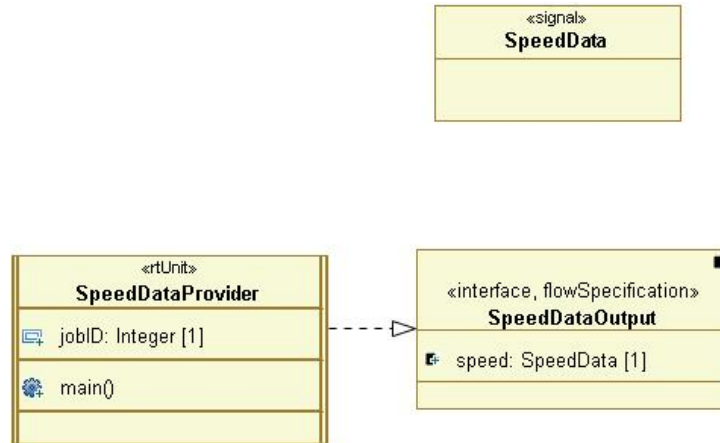 «signal»
SpeedData
«rtUnit»
SpeedDataProvider
jobID: Integer [1]
main()
«interface, flowSpecification»
SpeedDataOutput
speed: SpeedData [1]